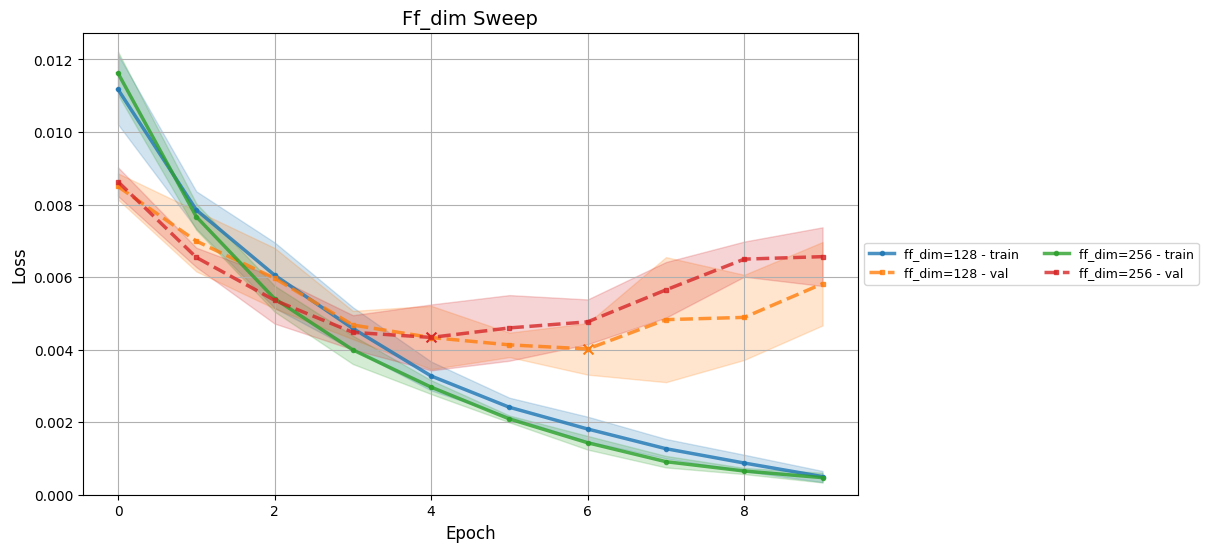 Ff_dim Sweep
Loss
0.012
0.010
0.008
0.006
0.004
0.002
0.000
0 2 4 6 8
Epoch
ff_dim=128 - train ff_dim=256 - train
ff_dim=128 - val ff_dim=256 - val